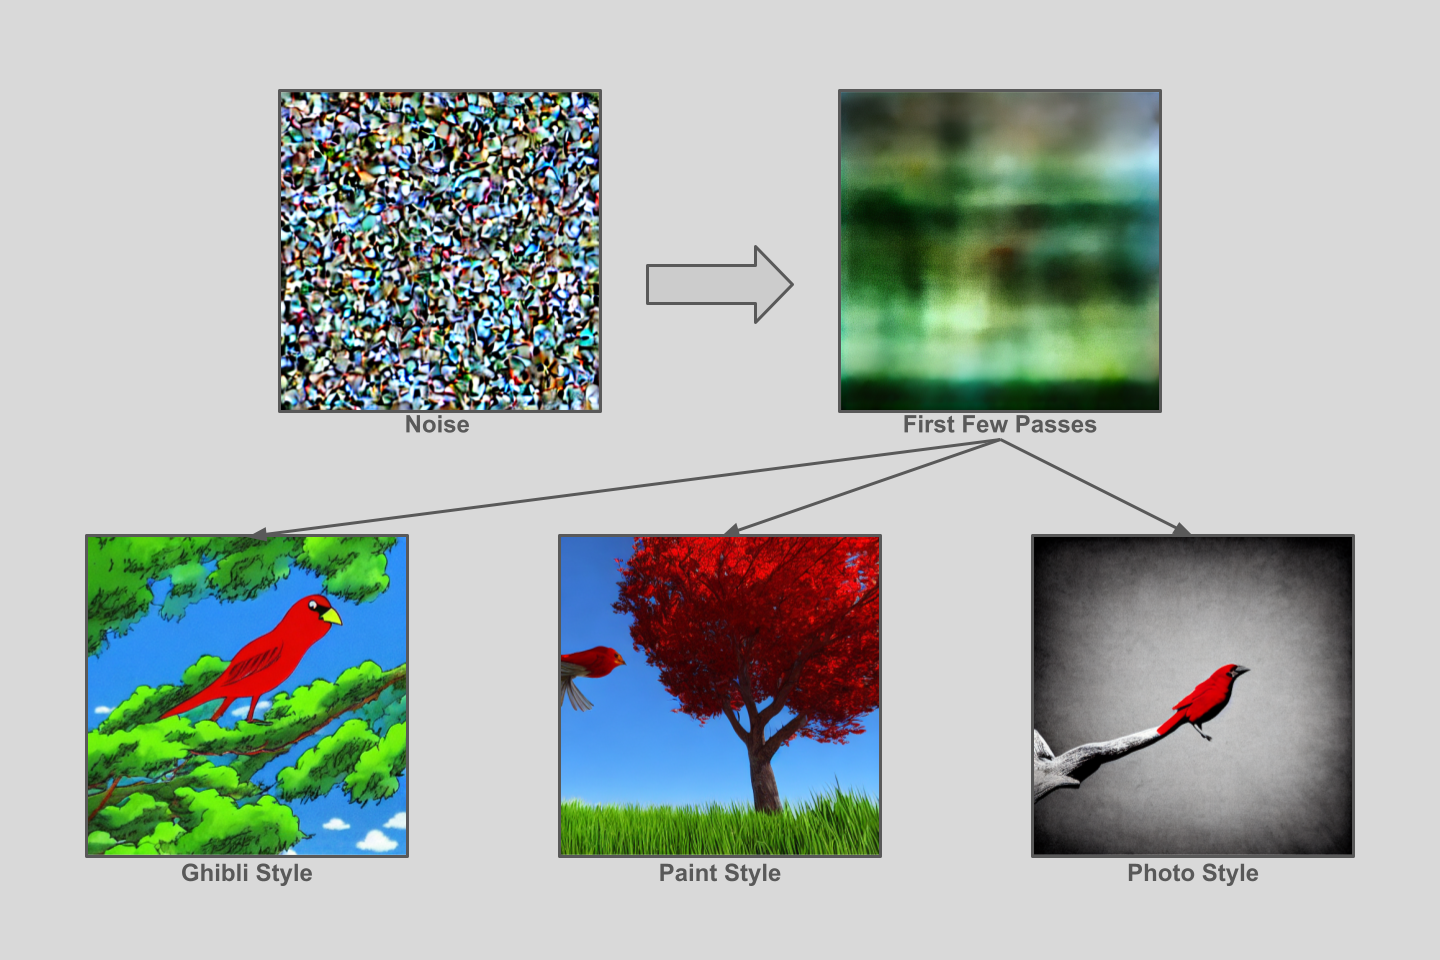 Noise
First Few Passes
Ghibli Style
Paint Style
Photo Style